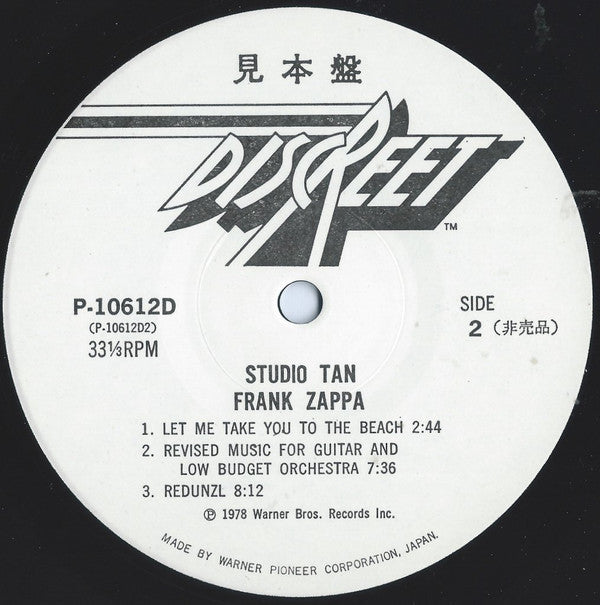 見本盤
DISCREET
TM
P-10612D
(P-10612D2)
33⅓RPM
SIDE
2 (非売品)
STUDIO TAN
FRANK ZAPPA
1. LET ME TAKE YOU TO THE BEACH 2:44
2. REVISED MUSIC FOR GUITAR AND
LOW BUDGET ORCHESTRA 7:36
3. REDUNZL 8:12
Ⓟ 1978 Warner Bros. Records Inc.
MADE BY WARNER PIONEER CORPORATION, JAPAN.